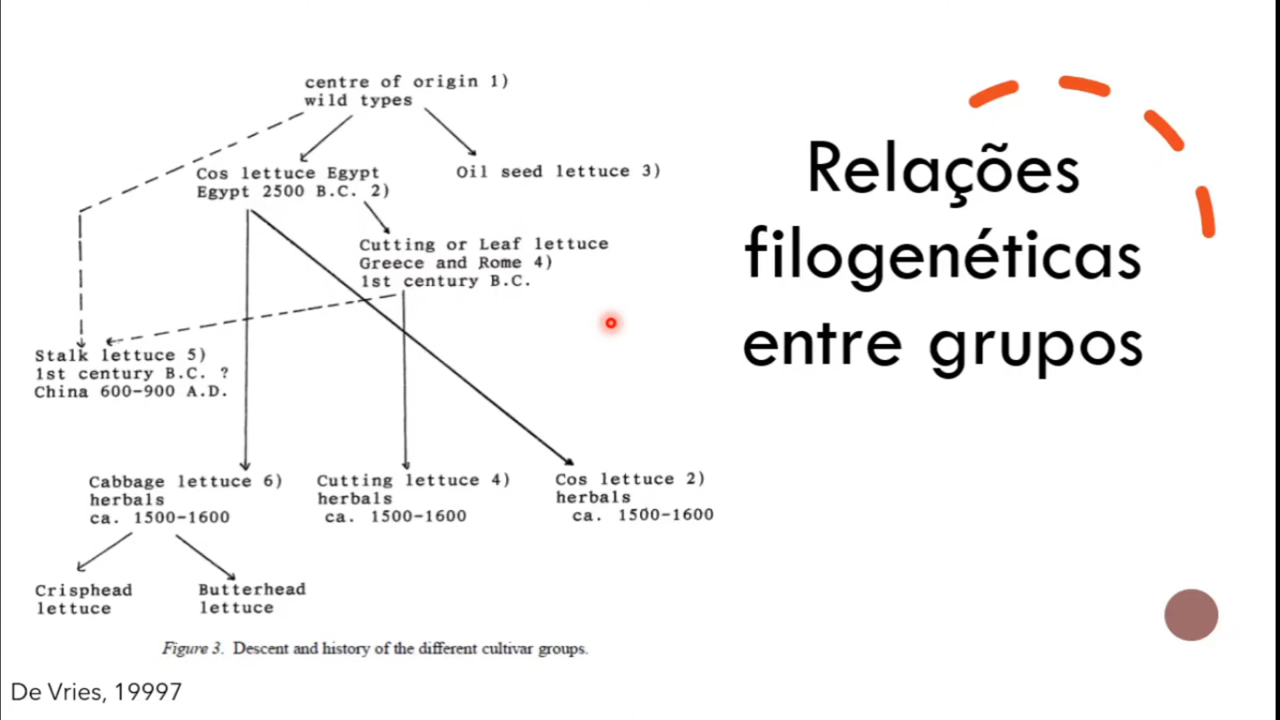 centre of origin 1)
wild types
Cos lettuce Egypt
Egypt 2500 B.C. 2)
Oil seed lettuce 3)
Cutting or Leaf lettuce
Greece and Rome 4)
1st century B.C.
Stalk lettuce 5)
1st century B.C. ?
China 600-900 A.D.
Cabbage lettuce 6)
herbals
ca. 1500-1600
Cutting lettuce 4)
herbals
ca. 1500-1600
Cos lettuce 2)
herbals
ca. 1500-1600
Crisphead
lettuce
Butterhead
lettuce
Figure 3. Descent and history of the different cultivar groups.
De Vries, 19997
Relações
filogenéticas
entre grupos